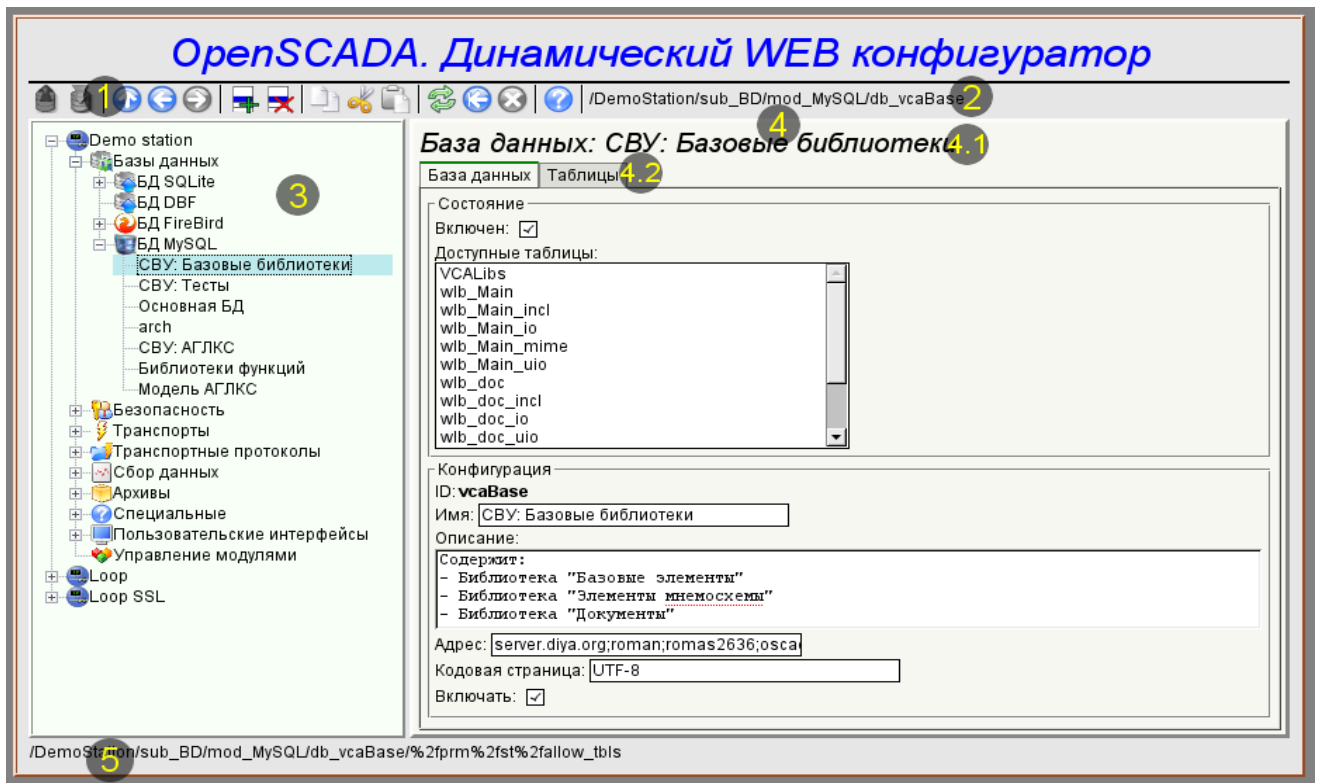 OpenSCADA. Динамический WEB конфигуратор
1
/DemoStation/sub_BD/mod_MySQL/db_vcaBase
2
Demo station
Базы данных
БД SQLite
БД DBF
БД FireBird
БД MySQL
СВУ: Базовые библиотеки
СВУ: Тесты
Основная БД
arch
СВУ: АГЛКС
Библиотеки функций
Модель АГЛКС
Безопасность
Транспорты
Транспортные протоколы
Сбор данных
Архивы
Специальные
Пользовательские интерфейсы
Управление модулями
Loop
Loop SSL
3
4
База данных: СВУ: Базовые библиотеки
4.1
База данных Таблицы
4.2
Состояние
Включен:
Доступные таблицы:
VCALibs
wlb_Main
wlb_Main_incl
wlb_Main_io
wlb_Main_mime
wlb_Main_uio
wlb_doc
wlb_doc_incl
wlb_doc_io
wlb_doc_uio
Конфигурация
ID: vcaBase
Имя: СВУ: Базовые библиотеки
Описание:
Содержит:
- Библиотека "Базовые элементы"
- Библиотека "Элементы мнемосхемы"
- Библиотека "Документы"
Адрес: server.diya.org;roman;romas2636;oscad
Кодовая страница: UTF-8
Включать:
/DemoStation/sub_BD/mod_MySQL/db_vcaBase/%2fprm%2fst%2fallow_tbls
5